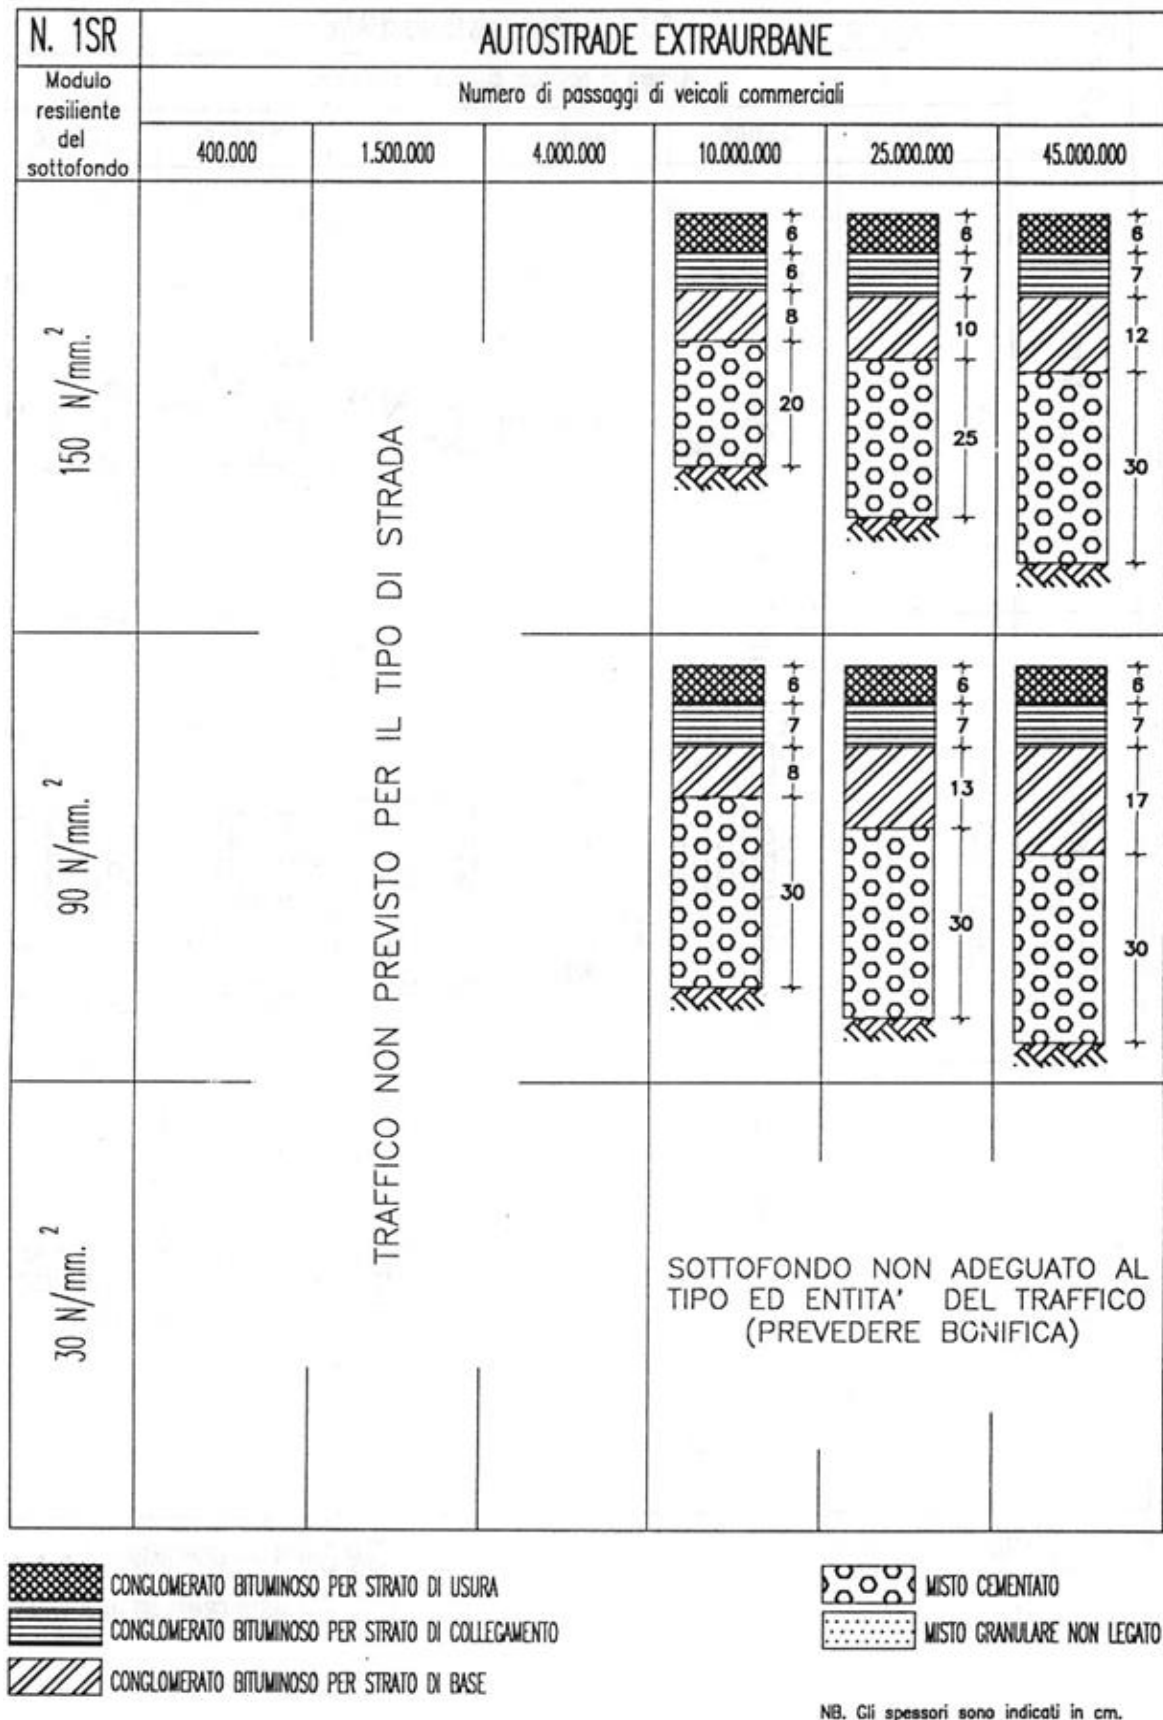 N. 1SR
AUTOSTRADE EXTRAURBANE
Modulo
resiliente
del
sottofondo
Numero di passaggi di veicoli commerciali
400.000
1.500.000
4.000.000
10.000.000
25.000.000
45.000.000
150 N/mm.²
6
6
8
20
6
7
10
25
6
7
12
30
TRAFFICO NON PREVISTO PER IL TIPO DI STRADA
90 N/mm.²
6
7
8
30
6
7
13
30
6
7
17
30
30 N/mm.²
SOTTOFONDO NON ADEGUATO AL
TIPO ED ENTITA' DEL TRAFFICO
(PREVEDERE BONIFICA)
CONGLOMERATO BITUMINOSO PER STRATO DI USURA
CONGLOMERATO BITUMINOSO PER STRATO DI COLLEGAMENTO
CONGLOMERATO BITUMINOSO PER STRATO DI BASE
MISTO CEMENTATO
MISTO GRANULARE NON LEGATO
NB. Gli spessori sono indicati in cm.